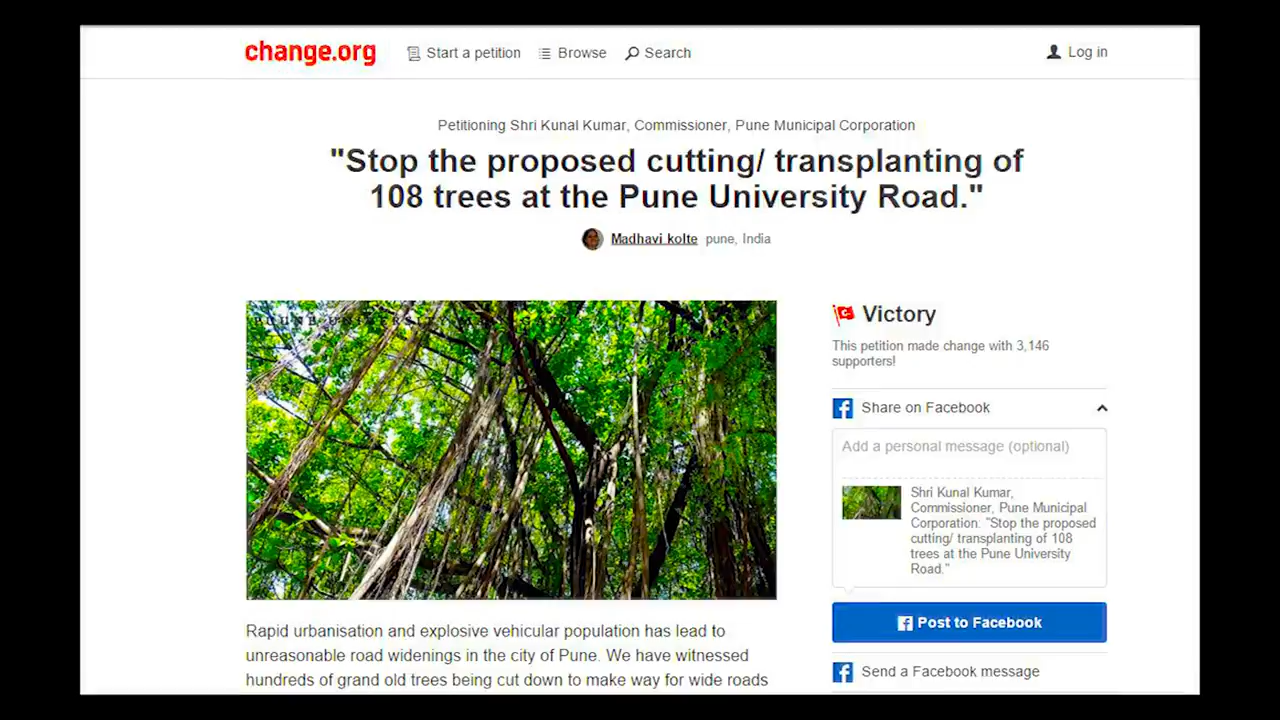 change.org Start a petition Browse Search Log in
Petitioning Shri Kunal Kumar, Commissioner, Pune Municipal Corporation
"Stop the proposed cutting/ transplanting of
108 trees at the Pune University Road."
Madhavi kolte pune, India
Victory
This petition made change with 3,146
supporters!
Share on Facebook
Add a personal message (optional)
Shri Kunal Kumar,
Commissioner, Pune Municipal
Corporation: "Stop the proposed
cutting/ transplanting of 108
trees at the Pune University
Road."
Post to Facebook
Send a Facebook message
Rapid urbanisation and explosive vehicular population has lead to
unreasonable road widenings in the city of Pune. We have witnessed
hundreds of grand old trees being cut down to make way for wide roads